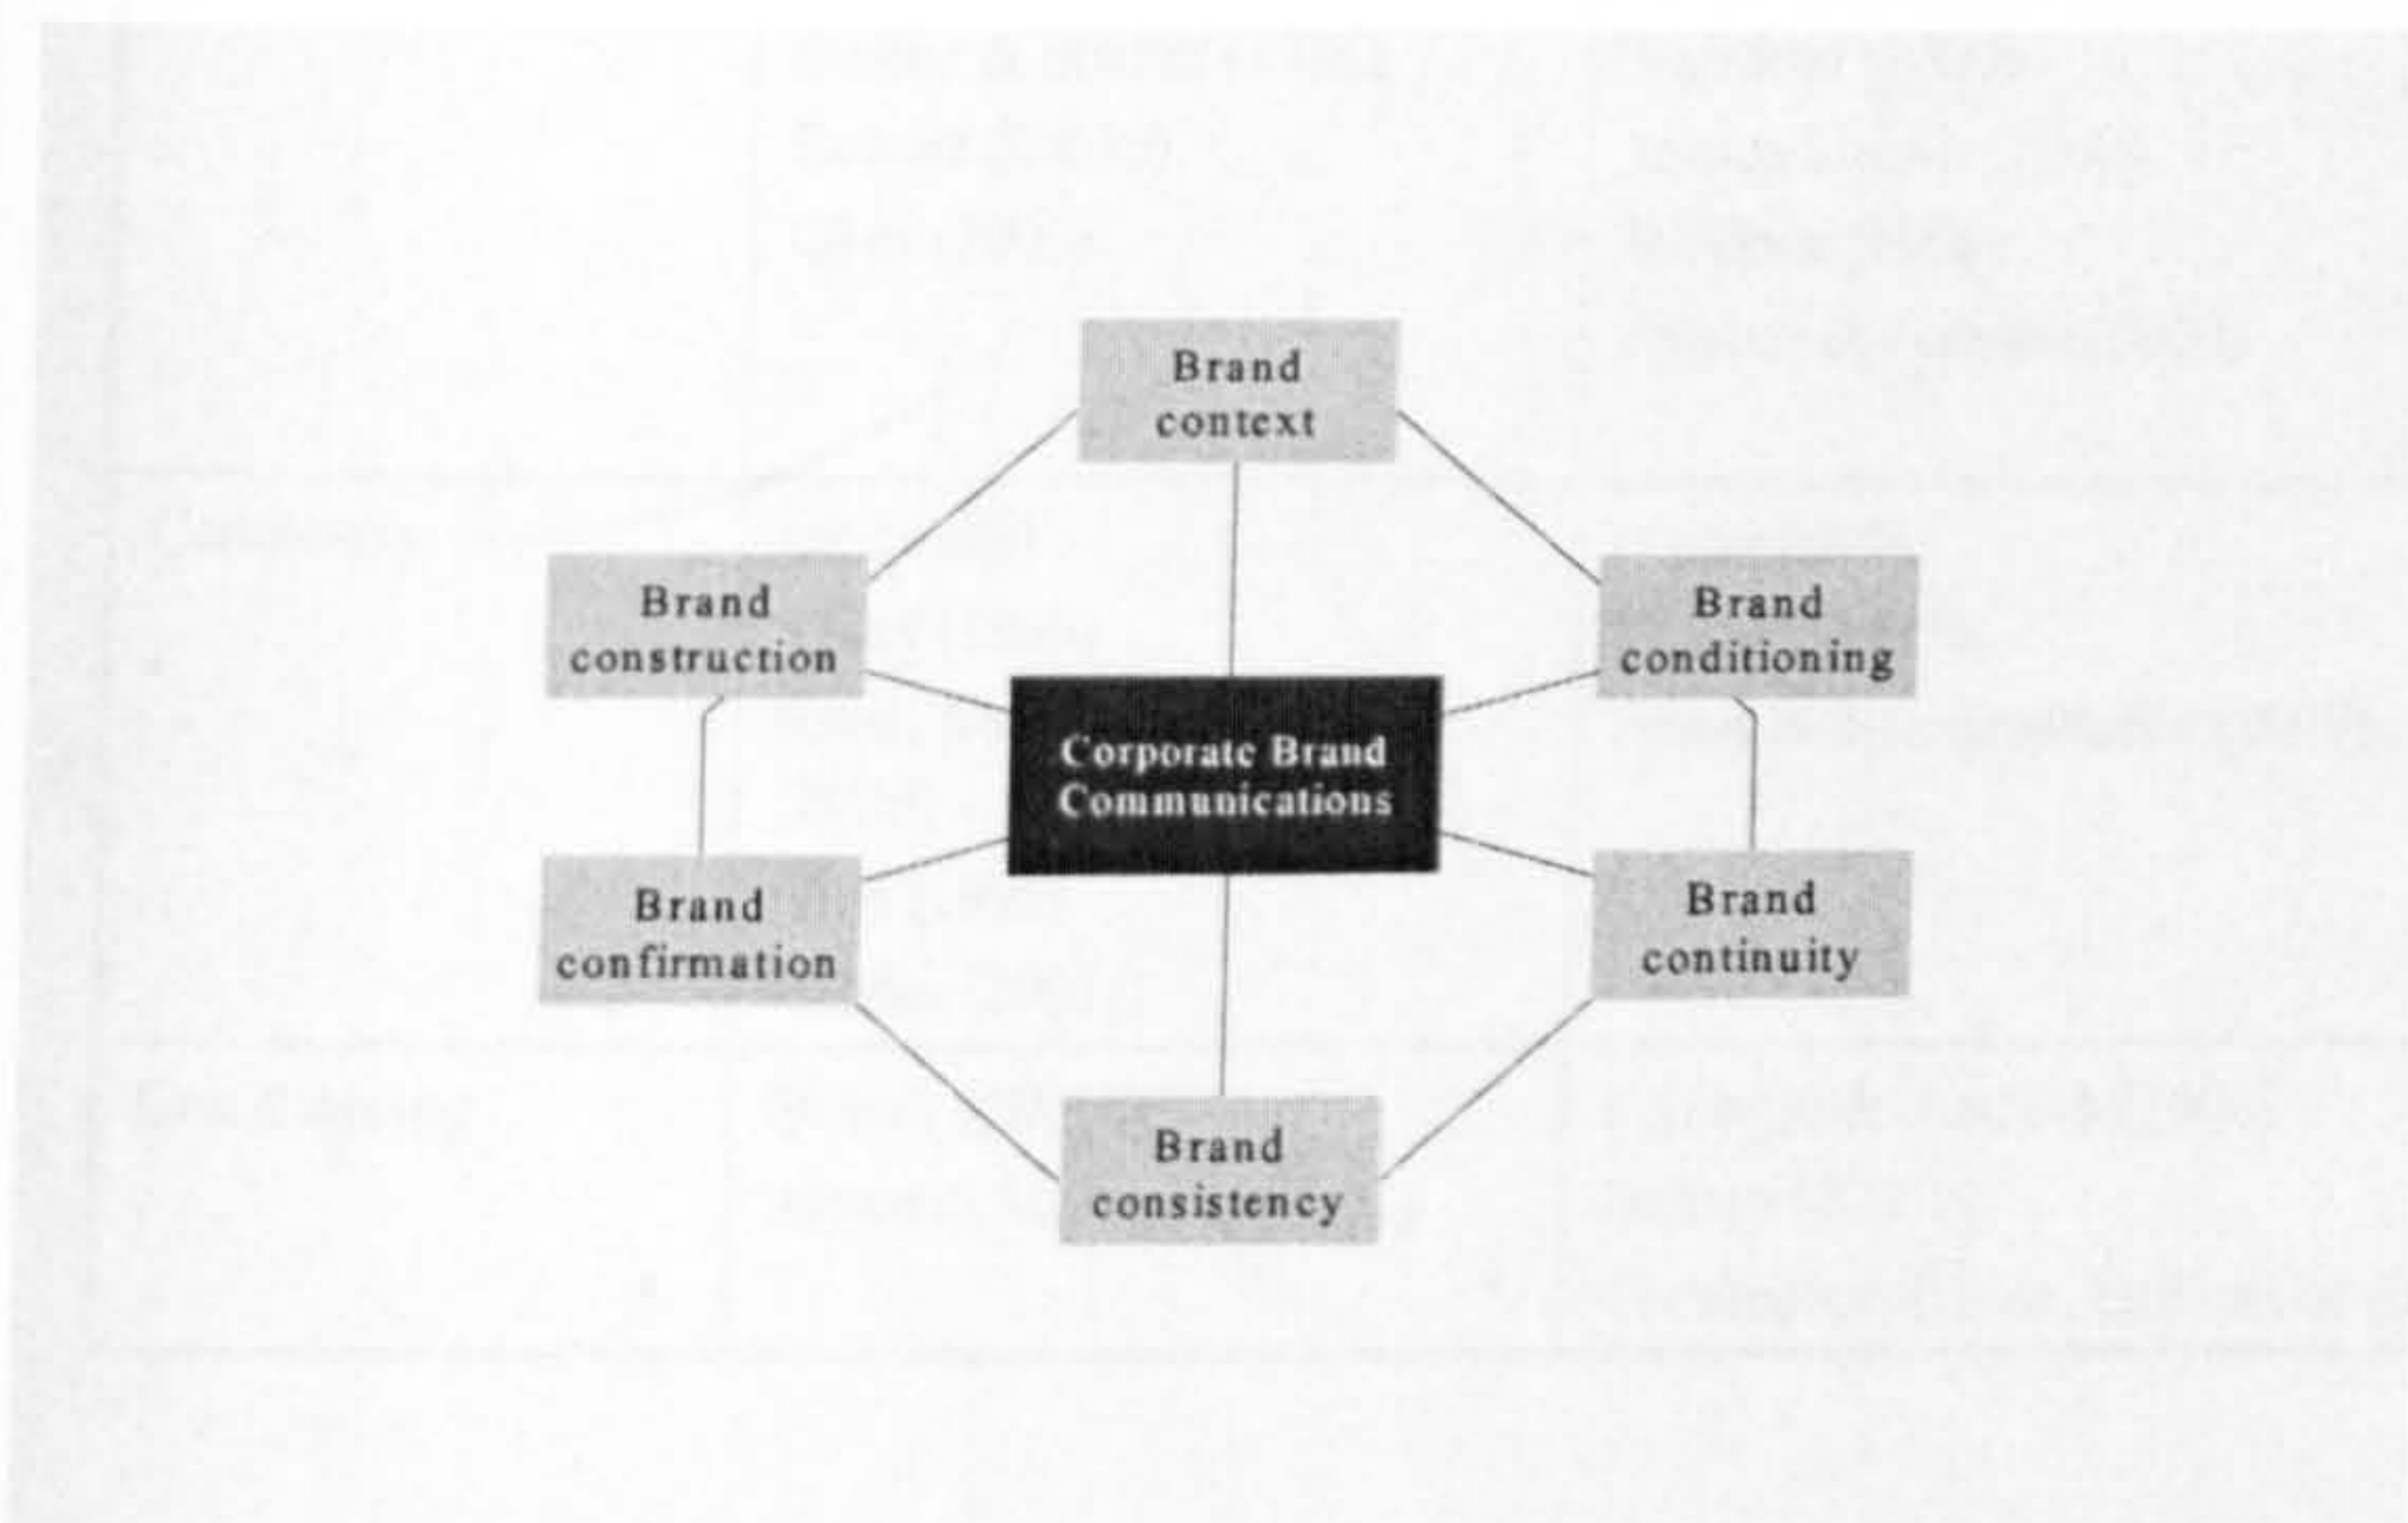 Brand
context
Brand
construction
Brand
conditioning
Corporate Brand
Communications
Brand
confirmation
Brand
continuity
Brand
consistency